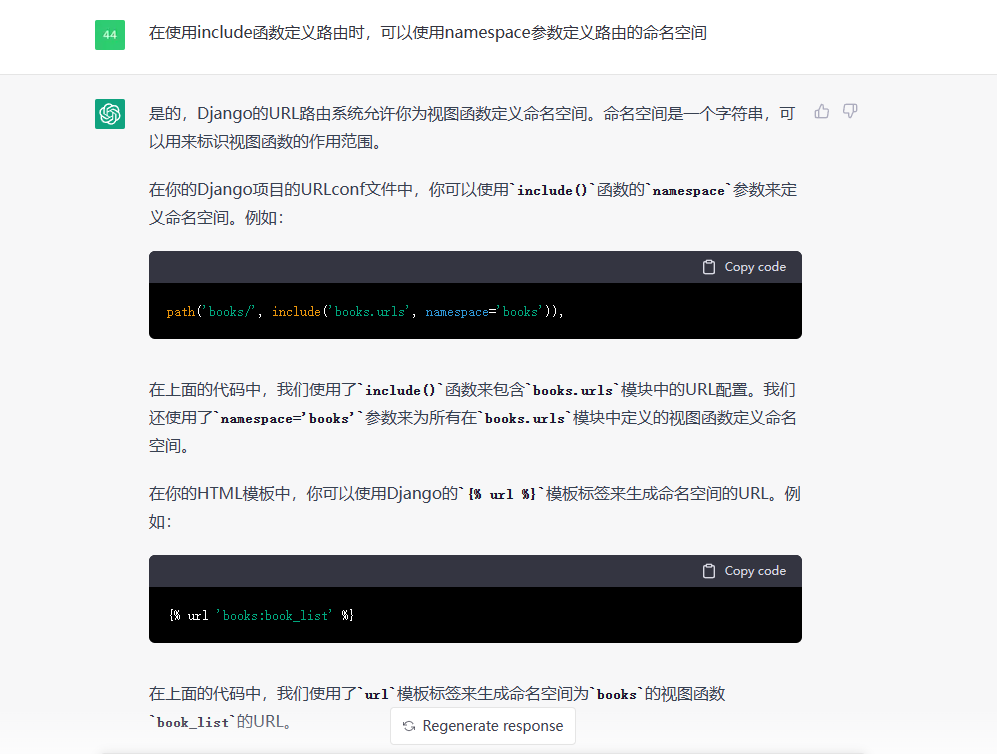 44
在使用include函数定义路由时，可以使用namespace参数定义路由的命名空间
是的，Django的URL路由系统允许你为视图函数定义命名空间。命名空间是一个字符串，可
以用来标识视图函数的作用范围。
在你的Django项目的URLconf文件中，你可以使用`include()`函数的`namespace`参数来定
义命名空间。例如：
Copy code
path('books/', include('books.urls', namespace='books')),
在上面的代码中，我们使用了`include()`函数来包含`books.urls`模块中的URL配置。我们
还使用了`namespace='books'`参数来为所有在`books.urls`模块中定义的视图函数定义命名
空间。
在你的HTML模板中，你可以使用Django的`{% url %}`模板标签来生成命名空间的URL。例
如：
Copy code
{% url 'books:book_list' %}
在上面的代码中，我们使用了`url`模板标签来生成命名空间为`books`的视图函数
`book_list`的URL。
Regenerate response